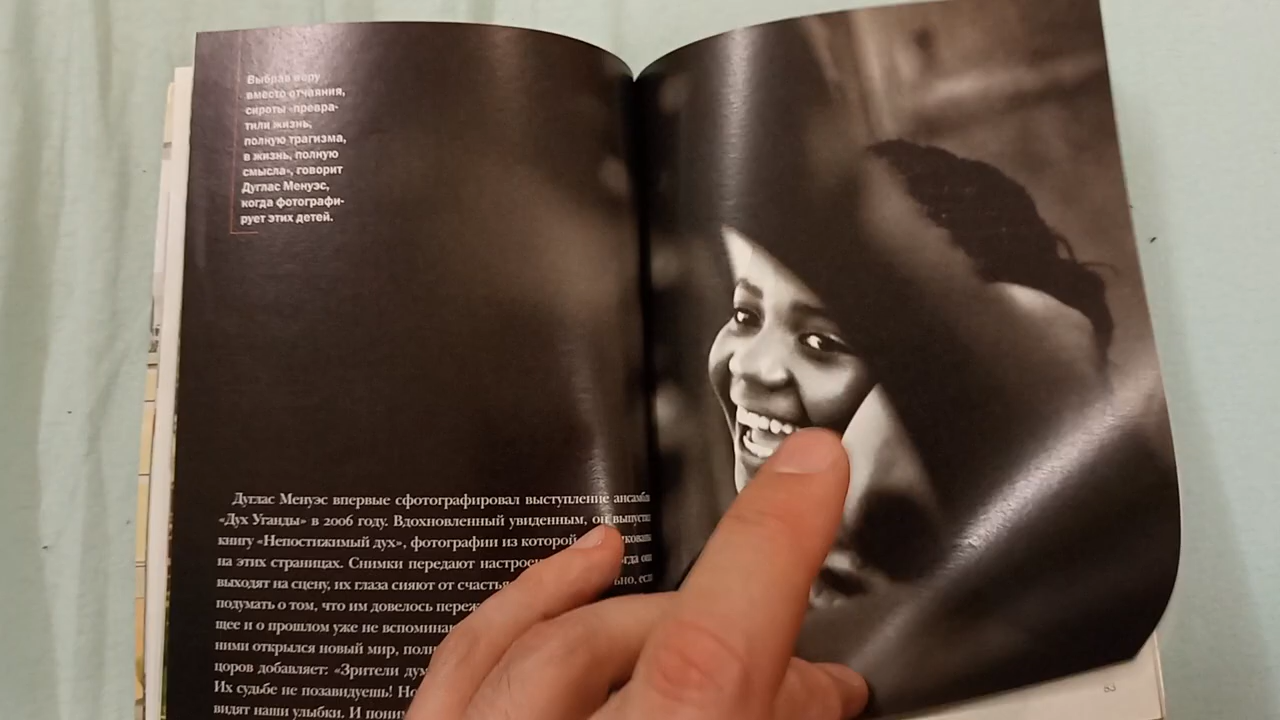 Выбрав веру
вместо отчаяния,
сироты «превра-
тили жизнь,
полную трагизма,
в жизнь, полную
смысла», говорит
Дуглас Менуэс,
когда фотографи-
рует этих детей.
Дуглас Менуэс впервые сфотографировал выступление ансамбля
«Дух Уганды» в 2006 году. Вдохновленный увиденным, он выпустил
книгу «Непостижимый дух», фотографии из которой
на этих страницах. Снимки передают
выходят на сцену, их глаза сияют от
подумать о том, что им довелось
щее и о прошлом уже не
ними открылся новый мир,
цоров добавляет: «Зрители
Их судьбе не позавидуешь! Но
видят наши улыбки. И